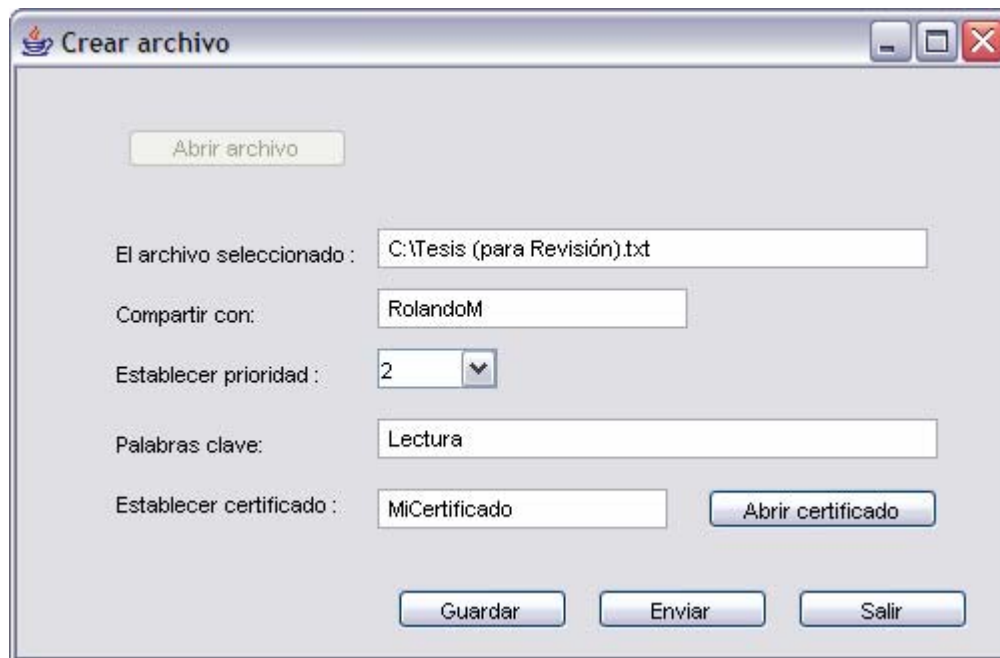 Crear archivo
Abrir archivo
El archivo seleccionado : C:\Tesis (para Revisión).txt
Compartir con: RolandoM
Establecer prioridad : 2
Palabras clave: Lectura
Establecer certificado : MiCertificado Abrir certificado
Guardar Enviar Salir